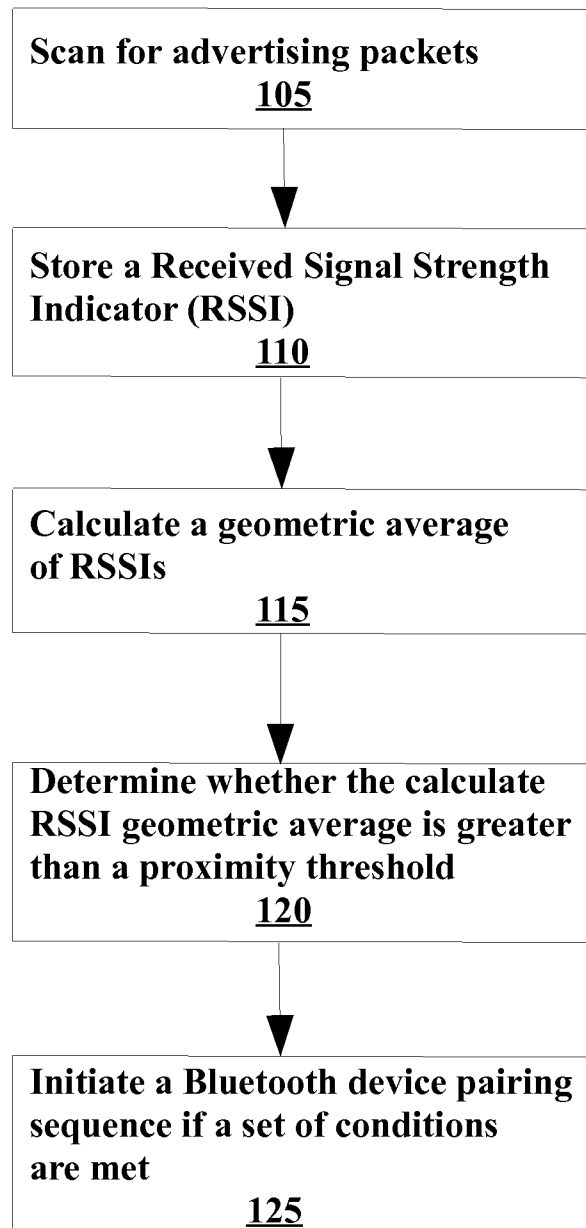 Scan for advertising packets
105
Store a Received Signal Strength
Indicator (RSSI)
110
Calculate a geometric average
of RSSIs
115
Determine whether the calculate
RSSI geometric average is greater
than a proximity threshold
120
Initiate a Bluetooth device pairing
sequence if a set of conditions
are met
125